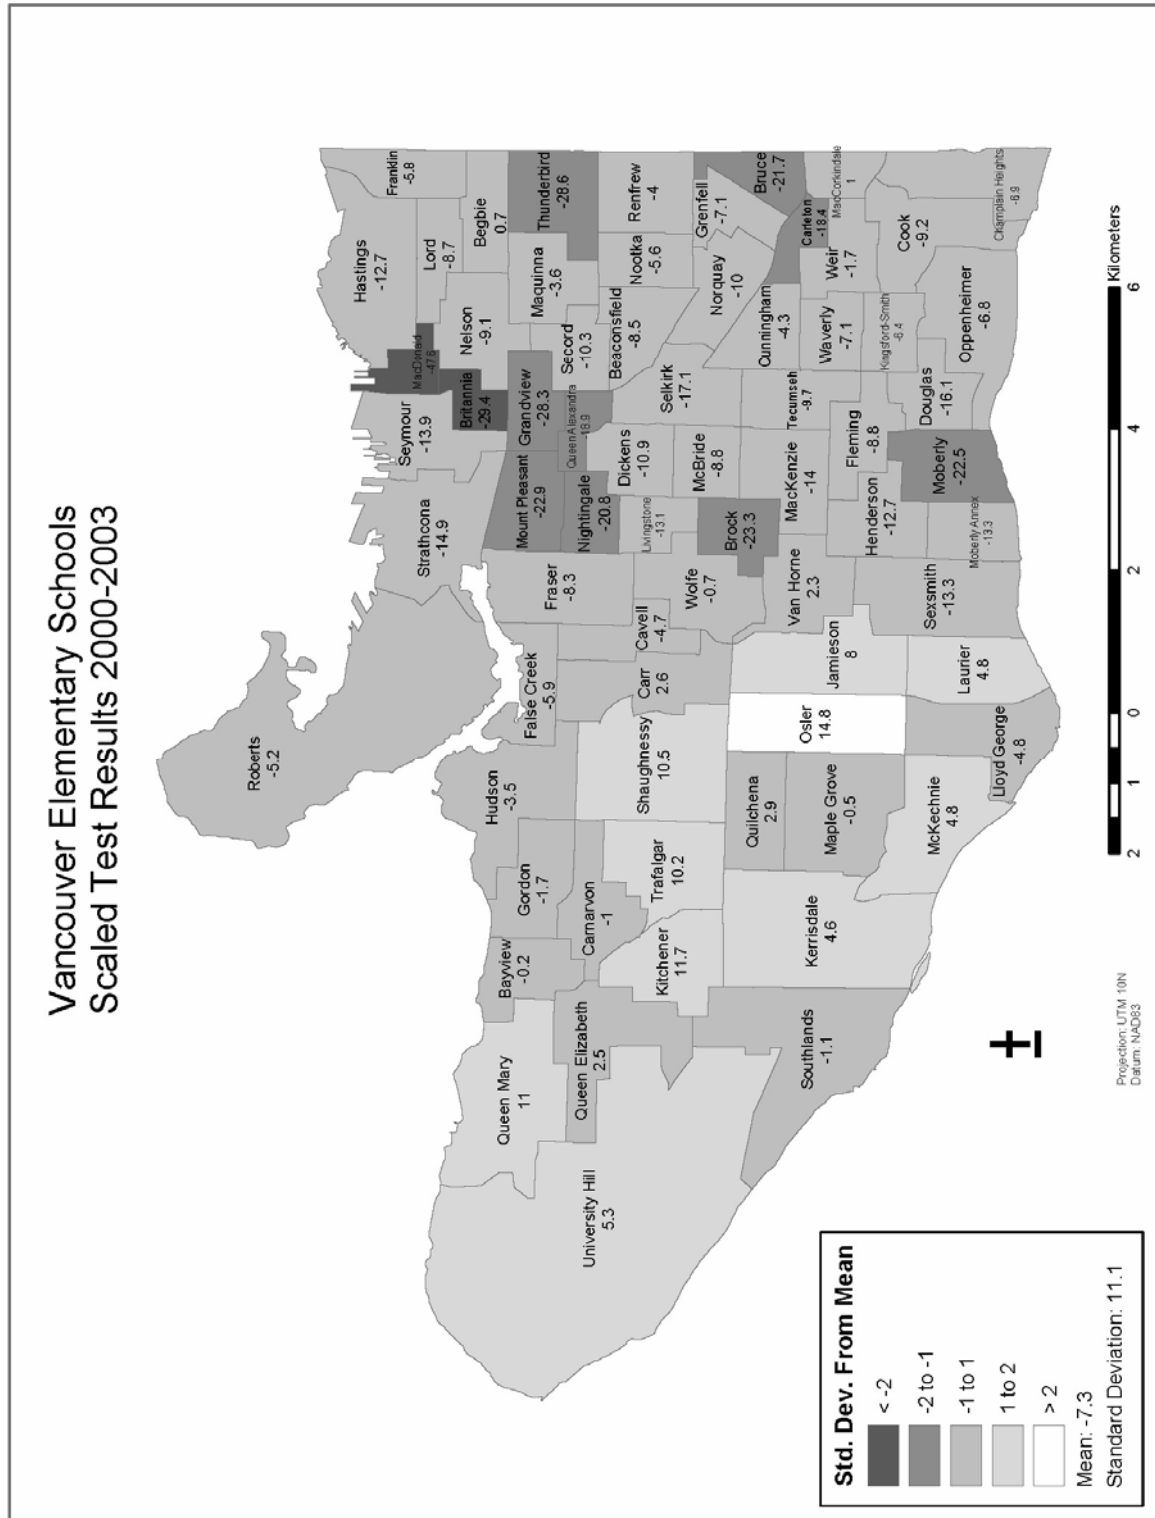 Vancouver Elementary Schools
Scaled Test Results 2000-2003
Roberts
-5.2
Hastings
-12.7
Franklin
-5.8
Lord
-8.7
MacDonald
-47.6
Seymour
-13.9
Strathcona
-14.9
Begbie
0.7
Nelson
-9.1
Britannia
-29.4
Thunderbird
-28.6
Maquinna
-3.6
Secord
-10.3
Grandview
-28.3
Queen Alexandra
-18.9
Mount Pleasant
-22.9
Nightingale
-20.8
Fraser
-8.3
False Creek
-5.9
Hudson
-3.5
Gordon
-1.7
Bayview
-0.2
Queen Mary
11
Queen Elizabeth
2.5
University Hill
5.3
Carnarvon
-1
Kitchener
11.7
Trafalgar
10.2
Shaughnessy
10.5
Carr
2.6
Cavell
-4.7
Wolfe
-0.7
Livingstone
-13.1
Dickens
-10.9
McBride
-8.8
Selkirk
-17.1
Beaconsfield
-8.5
Nootka
-5.6
Renfrew
-4
Grenfell
-7.1
Norquay
-10
Bruce
-21.7
Carleton
-18.4
MacCorkindale
1
Cunningham
-4.3
Weir
-1.7
Waverly
-7.1
Tecumseh
-9.7
MacKenzie
-14
Brock
-23.3
Van Horne
2.3
Jamieson
8
Osler
14.8
Quilchena
2.9
Maple Grove
-0.5
Kerrisdale
4.6
Southlands
-1.1
McKechnie
4.8
Lloyd George
-4.8
Laurier
4.8
Sexsmith
-13.3
Henderson
-12.7
Moberly Annex
-13.3
Moberly
-22.5
Fleming
-8.8
Douglas
-16.1
Kingsford-Smith
-6.4
Oppenheimer
-6.8
Cook
-9.2
Champlain Heights
-6.9
Std. Dev. From Mean
< -2
-2 to -1
-1 to 1
1 to 2
> 2
Mean: -7.3
Standard Deviation: 11.1
Projection: UTM 10N
Datum: NAD83
2 1 0 2 4 6
Kilometers